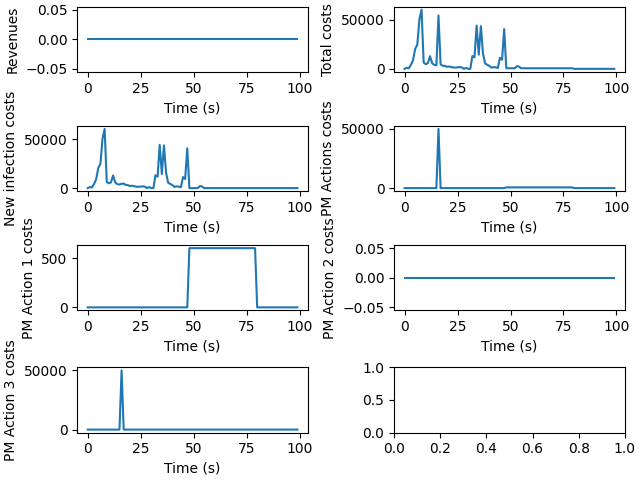 Revenues
0.05
0.00
−0.05
0 25 50 75 100
Time (s)
Total costs
50000
0
0 25 50 75 100
Time (s)
New infection costs
50000
0
0 25 50 75 100
Time (s)
PM Actions costs
50000
0
0 25 50 75 100
Time (s)
PM Action 1 costs
500
0
0 25 50 75 100
Time (s)
PM Action 2 costs
0.05
0.00
−0.05
0 25 50 75 100
Time (s)
PM Action 3 costs
50000
0
0 25 50 75 100
Time (s)
1.0
0.5
0.0
0.0 0.2 0.4 0.6 0.8 1.0